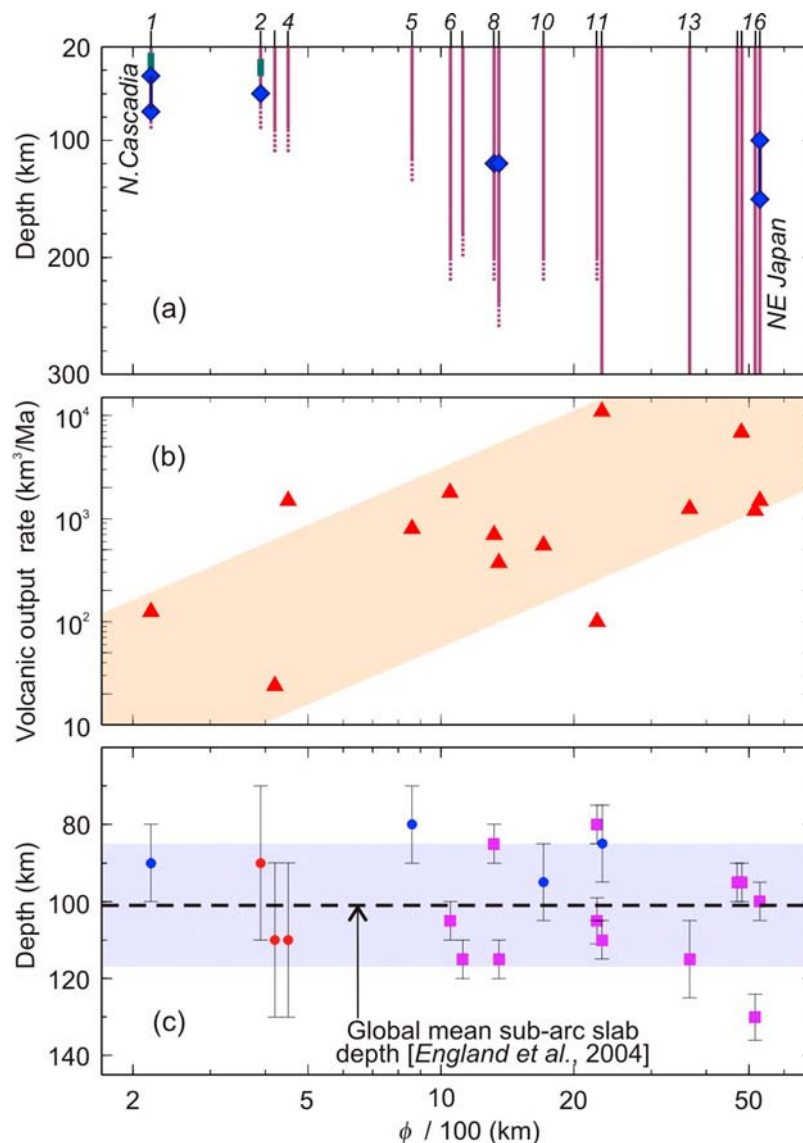 1 2 4 5 6 8 10 11 13 16
20
100
200
300
Depth (km)
N.Cascadia
NE Japan
(a)
10⁴
10³
10²
10
Volcanic output rate (km³/Ma)
(b)
80
100
120
140
Depth (km)
(c)
Global mean sub-arc slab
depth [England et al., 2004]
2 5 10 20 50
ϕ / 100 (km)